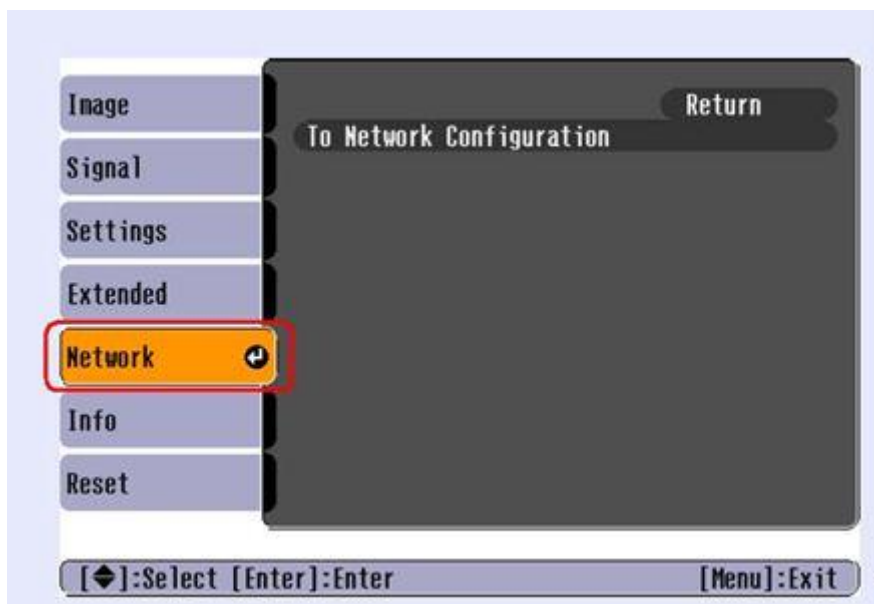 Image
Signal
Settings
Extended
Network
Info
Reset
Return
To Network Configuration
[◆]:Select [Enter]:Enter
[Menu]:Exit